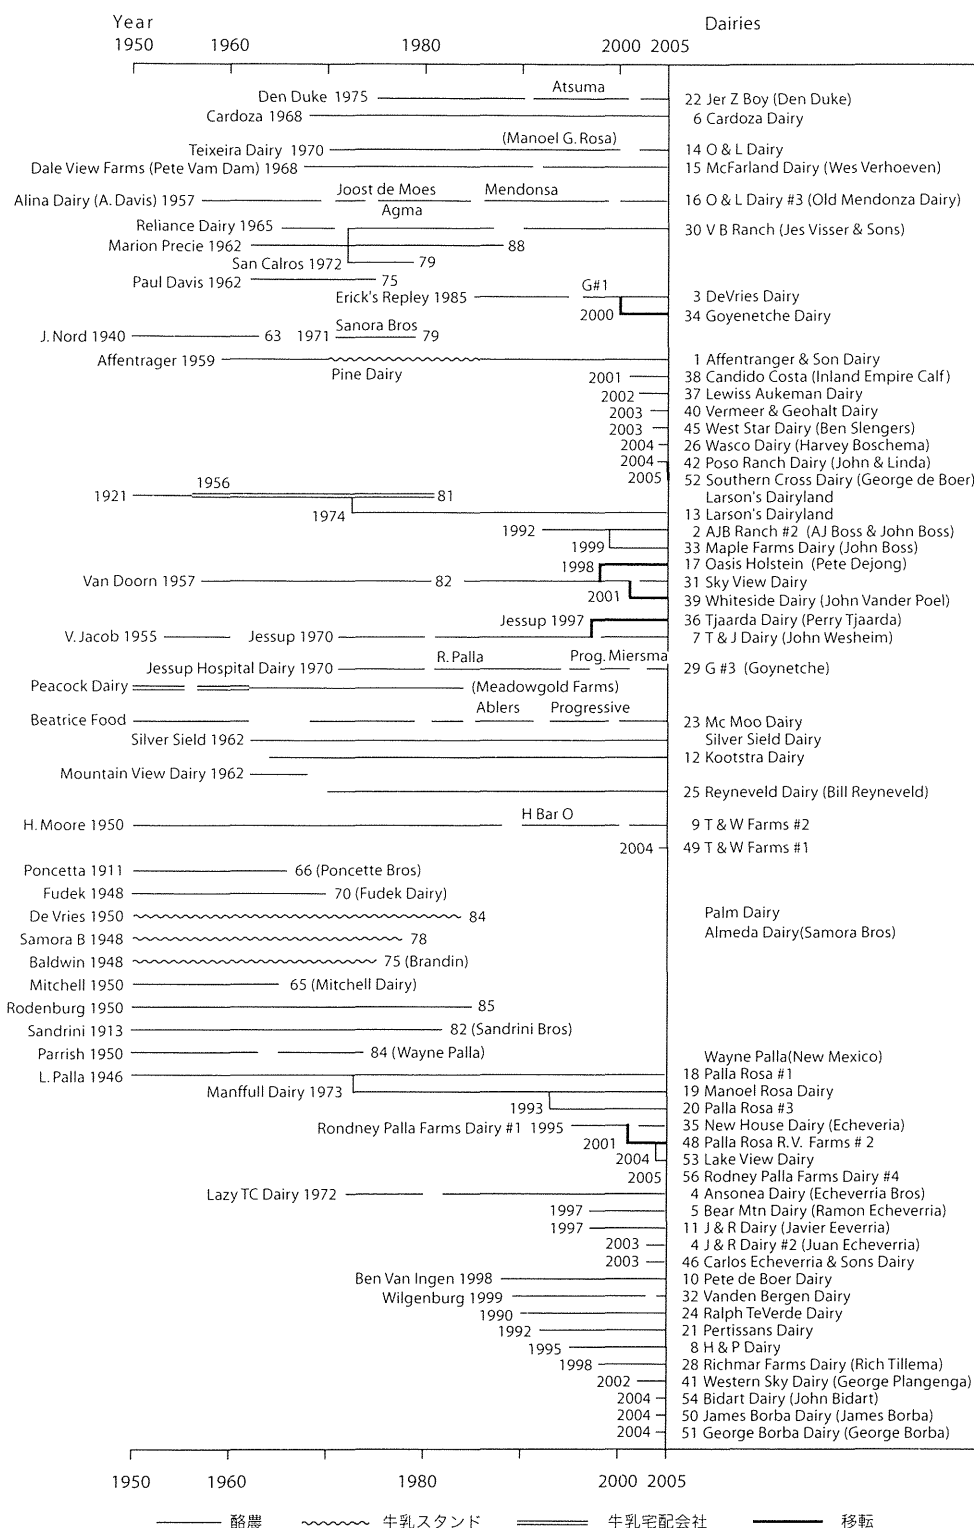 Year Dairies
1950 1960 1980 2000 2005
Atsuma
Den Duke 1975 22 Jer Z Boy (Den Duke)
Cardoza 1968 6 Cardoza Dairy
(Manoel G. Rosa)
Teixeira Dairy 1970 14 O & L Dairy
Dale View Farms (Pete Vam Dam) 1968 15 McFarland Dairy (Wes Verhoeven)
Joost de Moes Mendonsa
Alina Dairy (A. Davis) 1957 16 O & L Dairy #3 (Old Mendonza Dairy)
Agma
Reliance Dairy 1965 30 V B Ranch (Jes Visser & Sons)
Marion Precie 1962 88
San Calros 1972 79
Paul Davis 1962 75
G#1
Erick's Repley 1985 3 DeVries Dairy
2000 34 Goyenetche Dairy
Sanora Bros
J. Nord 1940 63 1971 79
Affentrager 1959 1 Affentranger & Son Dairy
Pine Dairy
2001 38 Candido Costa (Inland Empire Calf)
2002 37 Lewiss Aukeman Dairy
2003 40 Vermeer & Geohalt Dairy
2003 45 West Star Dairy (Ben Slengers)
2004 26 Wasco Dairy (Harvey Boschema)
2004 42 Poso Ranch Dairy (John & Linda)
2005 52 Southern Cross Dairy (George de Boer)
1956
1921 81 Larson's Dairyland
1974 13 Larson's Dairyland
1992 2 AJB Ranch #2 (AJ Boss & John Boss)
1999 33 Maple Farms Dairy (John Boss)
1998 17 Oasis Holstein (Pete Dejong)
Van Doorn 1957 82 31 Sky View Dairy
2001 39 Whiteside Dairy (John Vander Poel)
Jessup 1997 36 Tjaarda Dairy (Perry Tjaarda)
V. Jacob 1955 Jessup 1970 7 T & J Dairy (John Wesheim)
R. Palla Prog. Miersma
Jessup Hospital Dairy 1970 29 G #3 (Goynetche)
Peacock Dairy (Meadowgold Farms)
Ablers Progressive
Beatrice Food 23 Mc Moo Dairy
Silver Sield 1962 Silver Sield Dairy
12 Kootstra Dairy
Mountain View Dairy 1962
25 Reyneveld Dairy (Bill Reyneveld)
H Bar O
H. Moore 1950 9 T & W Farms #2
2004 49 T & W Farms #1
Poncetta 1911 66 (Poncette Bros)
Fudek 1948 70 (Fudek Dairy)
De Vries 1950 84 Palm Dairy
Samora B 1948 78 Almeda Dairy(Samora Bros)
Baldwin 1948 75 (Brandin)
Mitchell 1950 65 (Mitchell Dairy)
Rodenburg 1950 85
Sandrini 1913 82 (Sandrini Bros)
Parrish 1950 84 (Wayne Palla) Wayne Palla(New Mexico)
L. Palla 1946 18 Palla Rosa #1
Manffull Dairy 1973 19 Manoel Rosa Dairy
1993 20 Palla Rosa #3
Rondney Palla Farms Dairy #1 1995 35 New House Dairy (Echeveria)
2001 48 Palla Rosa R.V. Farms # 2
2004 53 Lake View Dairy
2005 56 Rodney Palla Farms Dairy #4
Lazy TC Dairy 1972 4 Ansonea Dairy (Echeverria Bros)
1997 5 Bear Mtn Dairy (Ramon Echeverria)
1997 11 J & R Dairy (Javier Eeverria)
2003 4 J & R Dairy #2 (Juan Echeverria)
2003 46 Carlos Echeverria & Sons Dairy
Ben Van Ingen 1998 10 Pete de Boer Dairy
Wilgenburg 1999 32 Vanden Bergen Dairy
1990 24 Ralph TeVerde Dairy
1992 21 Pertissans Dairy
1995 8 H & P Dairy
1998 28 Richmar Farms Dairy (Rich Tillema)
2002 41 Western Sky Dairy (George Plangenga)
2004 54 Bidart Dairy (John Bidart)
2004 50 James Borba Dairy (James Borba)
2004 51 George Borba Dairy (George Borba)
1950 1960 1980 2000 2005
酪農 牛乳スタンド 牛乳宅配会社 移転